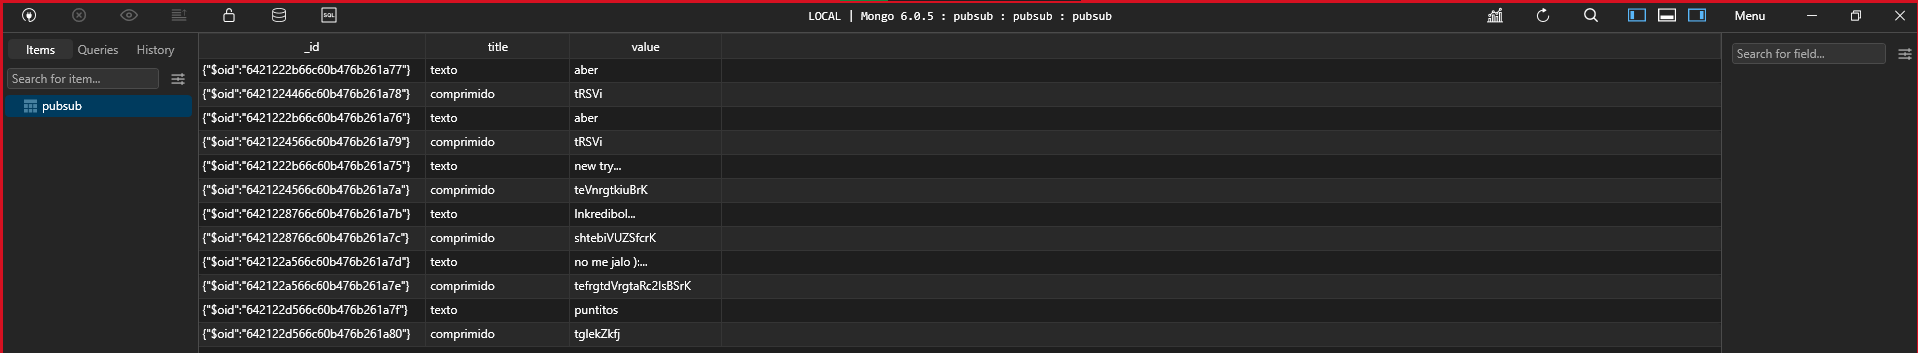 SQL LOCAL | Mongo 6.0.5 : pubsub : pubsub : pubsub Menu
Items Queries History
Search for item...
pubsub
_id title value
{"$oid":"6421222b66c60b476b261a77"} texto aber
{"$oid":"6421224466c60b476b261a78"} comprimido tRSVi
{"$oid":"6421222b66c60b476b261a76"} texto aber
{"$oid":"6421224566c60b476b261a79"} comprimido tRSVi
{"$oid":"6421222b66c60b476b261a75"} texto new try...
{"$oid":"6421224566c60b476b261a7a"} comprimido teVnrgtkiuBrK
{"$oid":"6421228766c60b476b261a7b"} texto Inkredibol...
{"$oid":"6421228766c60b476b261a7c"} comprimido shtebiVUZSfcrK
{"$oid":"642122a566c60b476b261a7d"} texto no me jalo ):...
{"$oid":"642122a566c60b476b261a7e"} comprimido tefrgtdVrgtaRc2IsBSrK
{"$oid":"642122d566c60b476b261a7f"} texto puntitos
{"$oid":"642122d566c60b476b261a80"} comprimido tglekZkfj
Search for field...